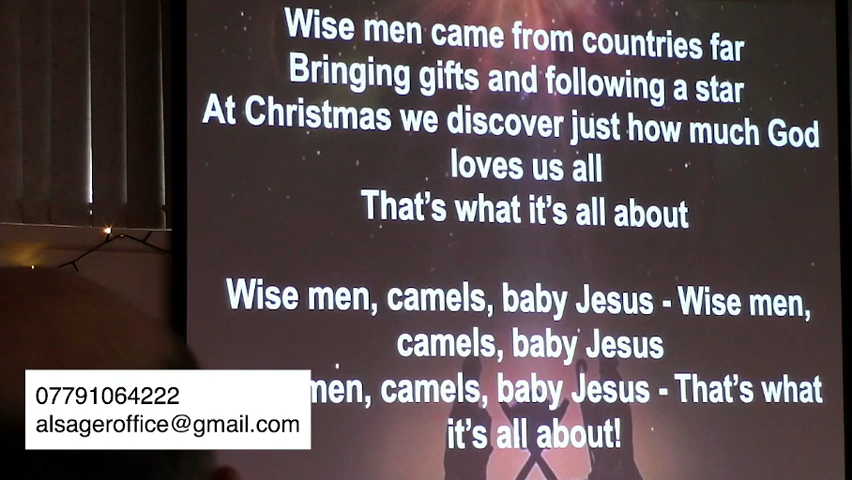 Wise men came from countries far
Bringing gifts and following a star
At Christmas we discover just how much God
loves us all
That's what it's all about
Wise men, camels, baby Jesus - Wise men,
camels, baby Jesus
men, camels, baby Jesus - That's what
it's all about!
07791064222
alsageroffice@gmail.com